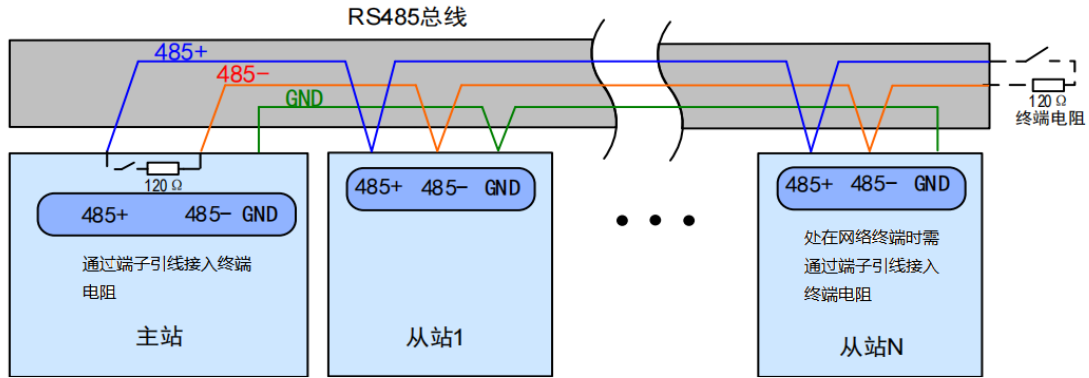 RS485总线
485+
485-
GND
120 Ω
终端电阻
120 Ω
485+ 485- GND
通过端子引线接入终端
电阻
主站
485+ 485- GND
从站1
485+ 485- GND
处在网络终端时需
通过端子引线接入
终端电阻
从站N